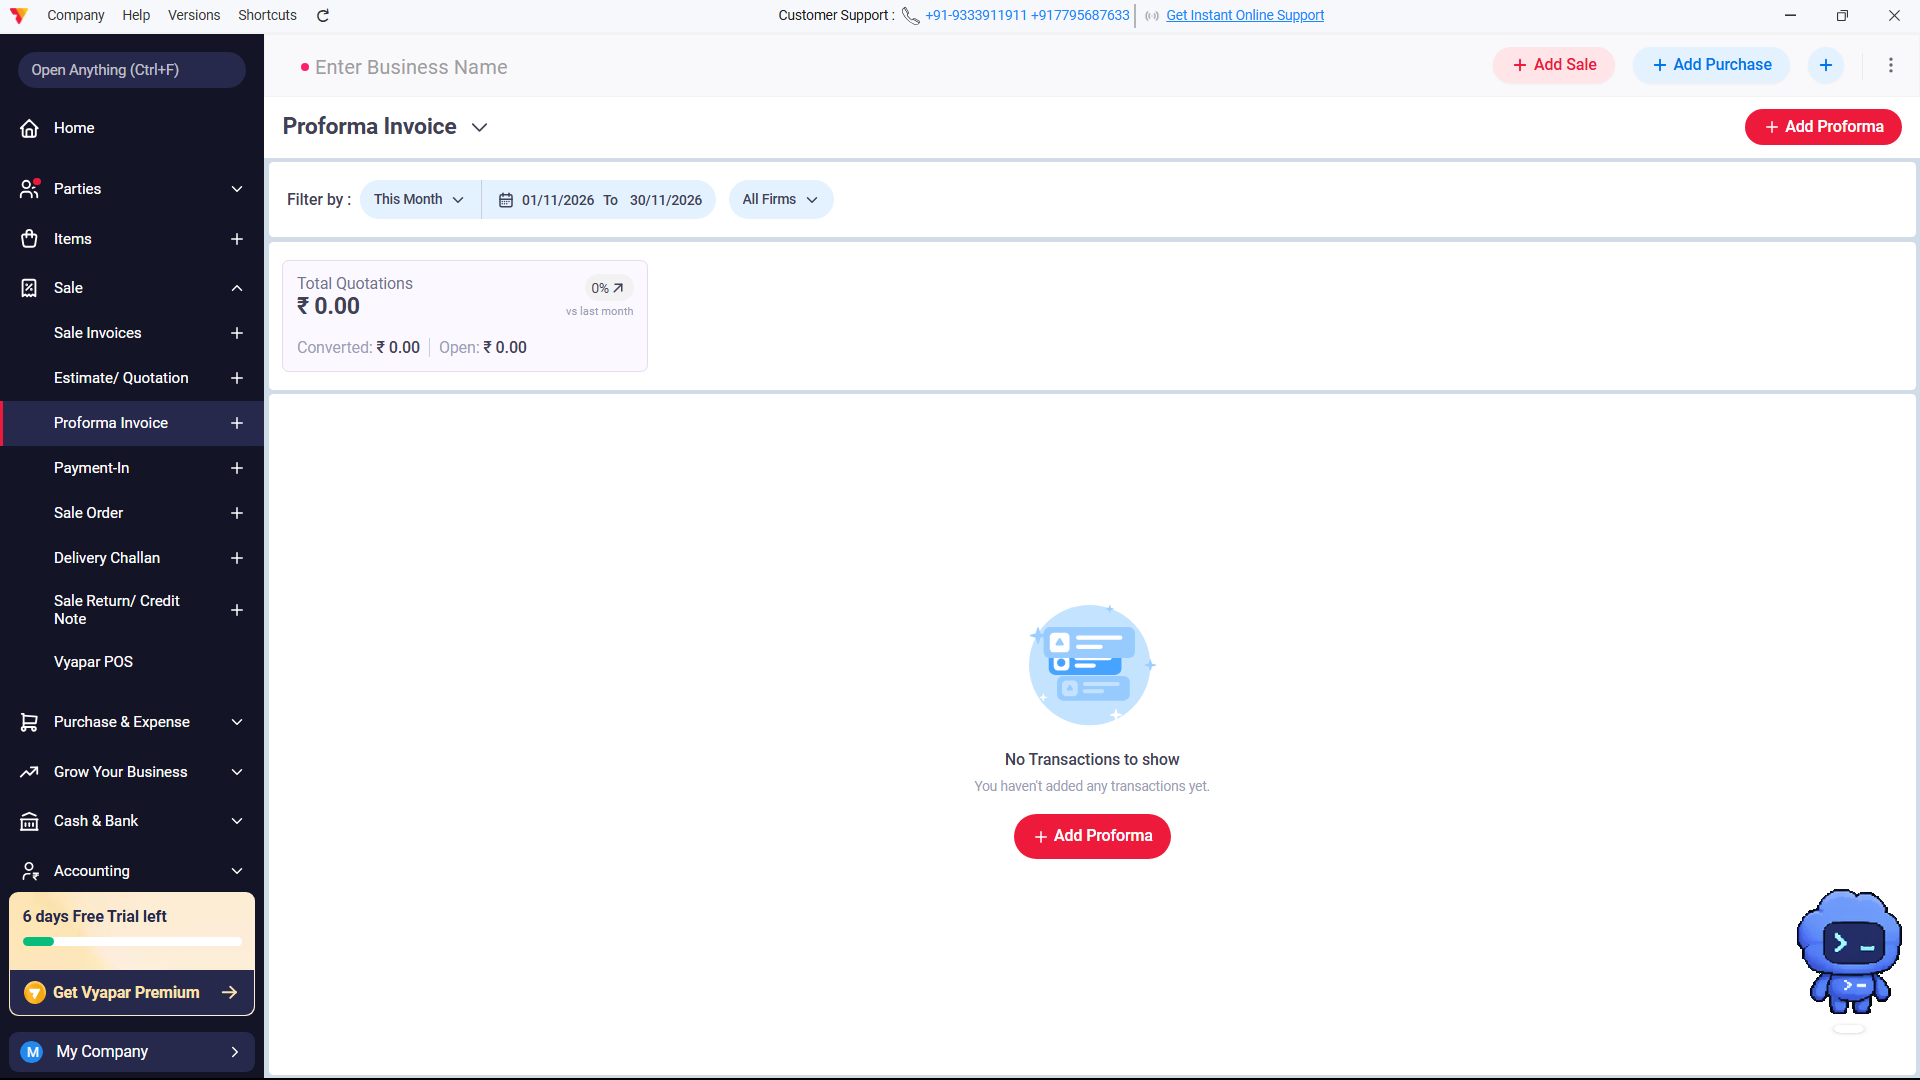 Company Help Versions Shortcuts
Customer Support : +91-9333911911 +917795687633 Get Instant Online Support
Open Anything (Ctrl+F)
Enter Business Name
+ Add Sale
+ Add Purchase
Home
Parties
Items
Sale
Sale Invoices
Estimate/ Quotation
Proforma Invoice
Payment-In
Sale Order
Delivery Challan
Sale Return/ Credit
Note
Vyapar POS
Purchase & Expense
Grow Your Business
Cash & Bank
Accounting
6 days Free Trial left
Get Vyapar Premium
M My Company
Proforma Invoice
+ Add Proforma
Filter by : This Month 01/11/2026 To 30/11/2026 All Firms
Total Quotations
₹ 0.00
0%
vs last month
Converted: ₹ 0.00 Open: ₹ 0.00
No Transactions to show
You haven't added any transactions yet.
+ Add Proforma